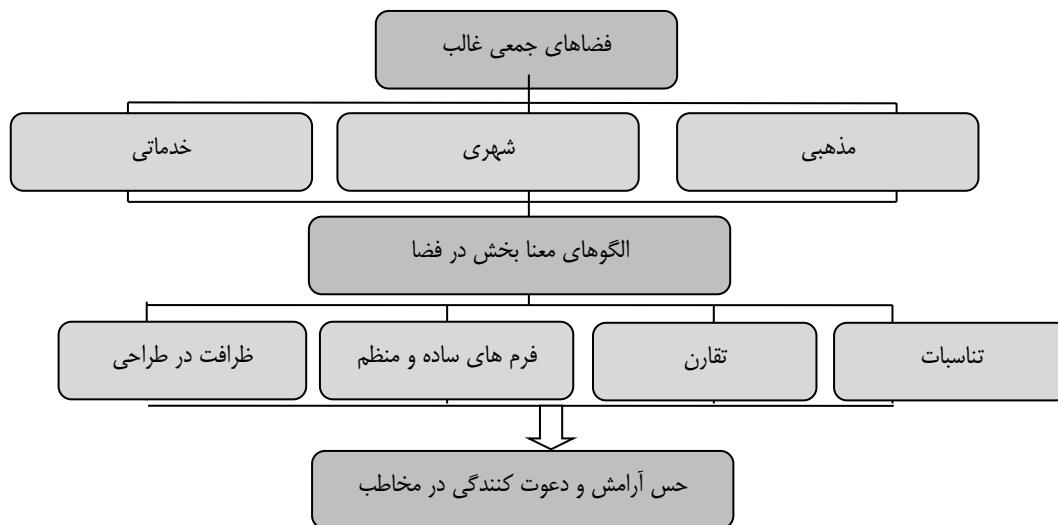 فضاهای جمعی غالب
مذهبی
شهری
خدماتی
الگوهای معنا بخش در فضا
تناسبات
تقارن
فرم های ساده و منظم
ظرافت در طراحی
حس آرامش و دعوت کنندگی در مخاطب